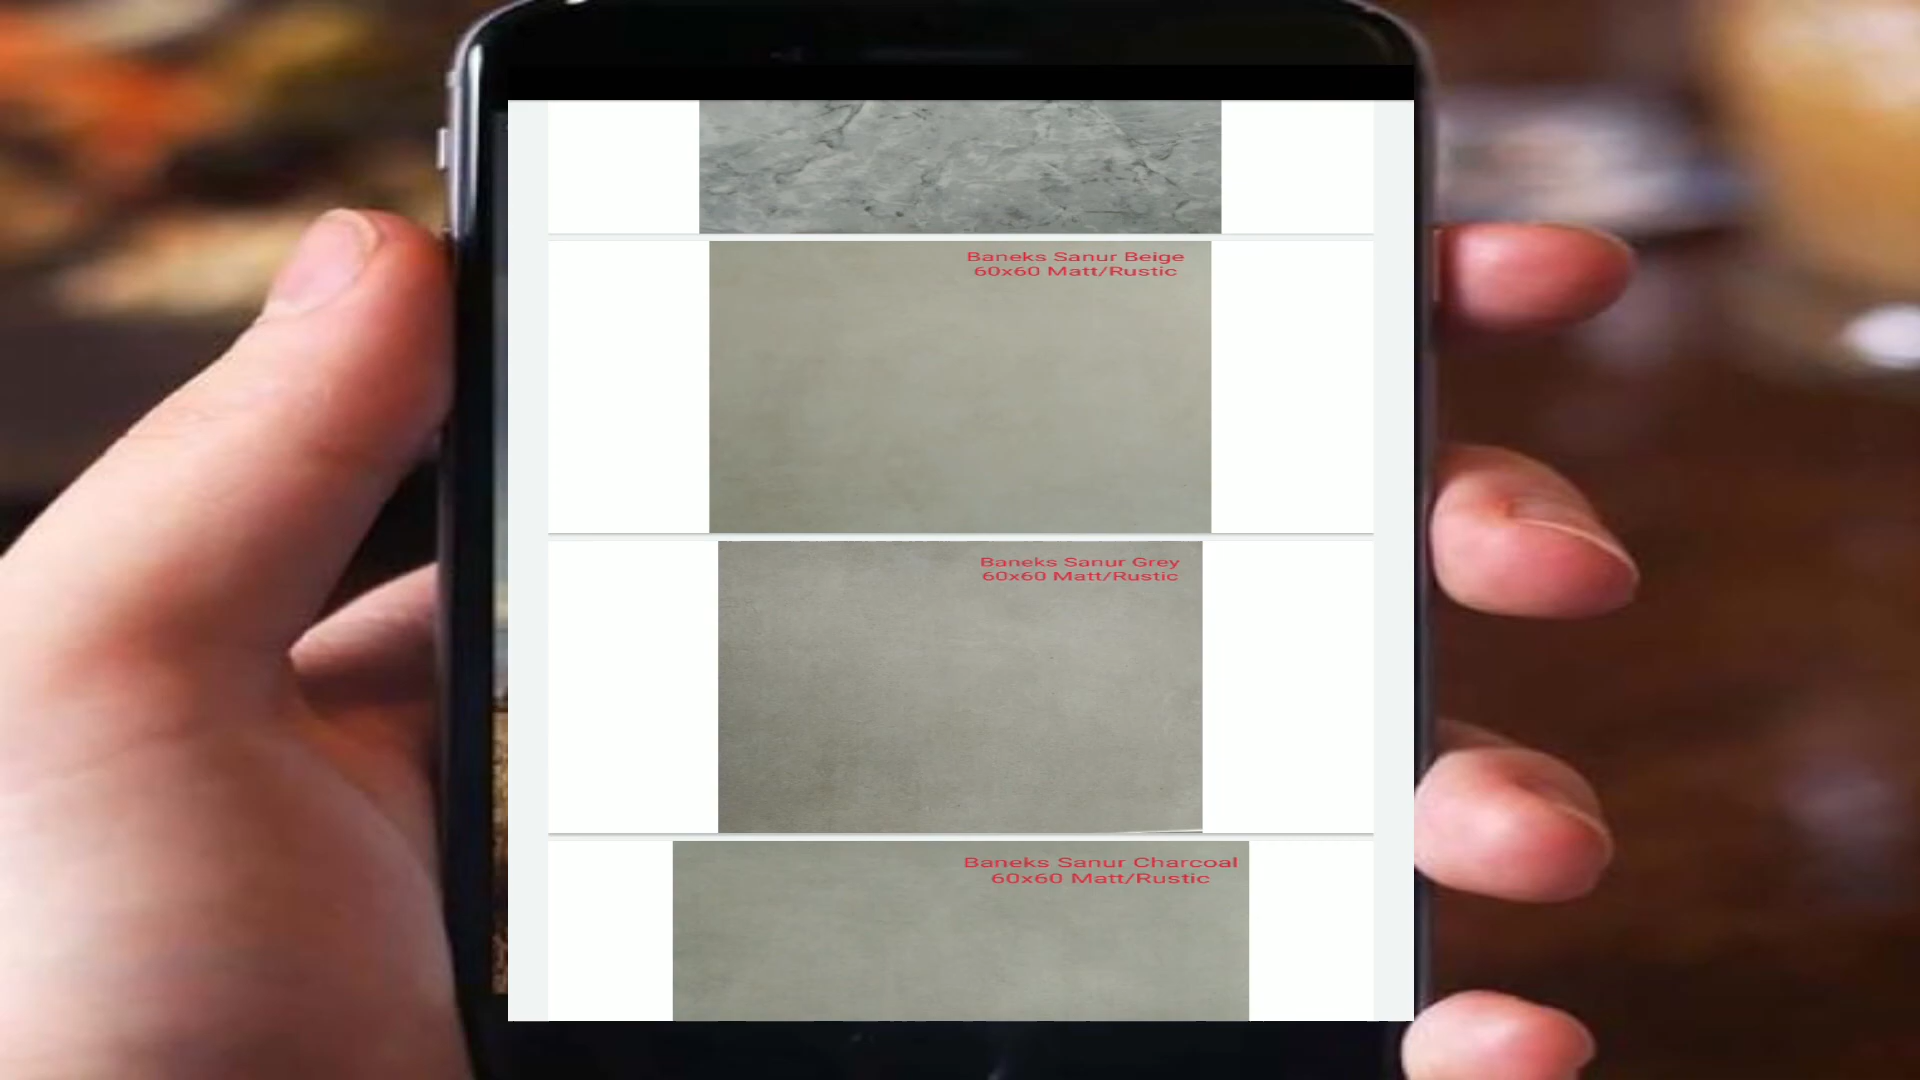 Baneks Sanur Beige
60x60 Matt/Rustic
Baneks Sanur Grey
60x60 Matt/Rustic
Baneks Sanur Charcoal
60x60 Matt/Rustic